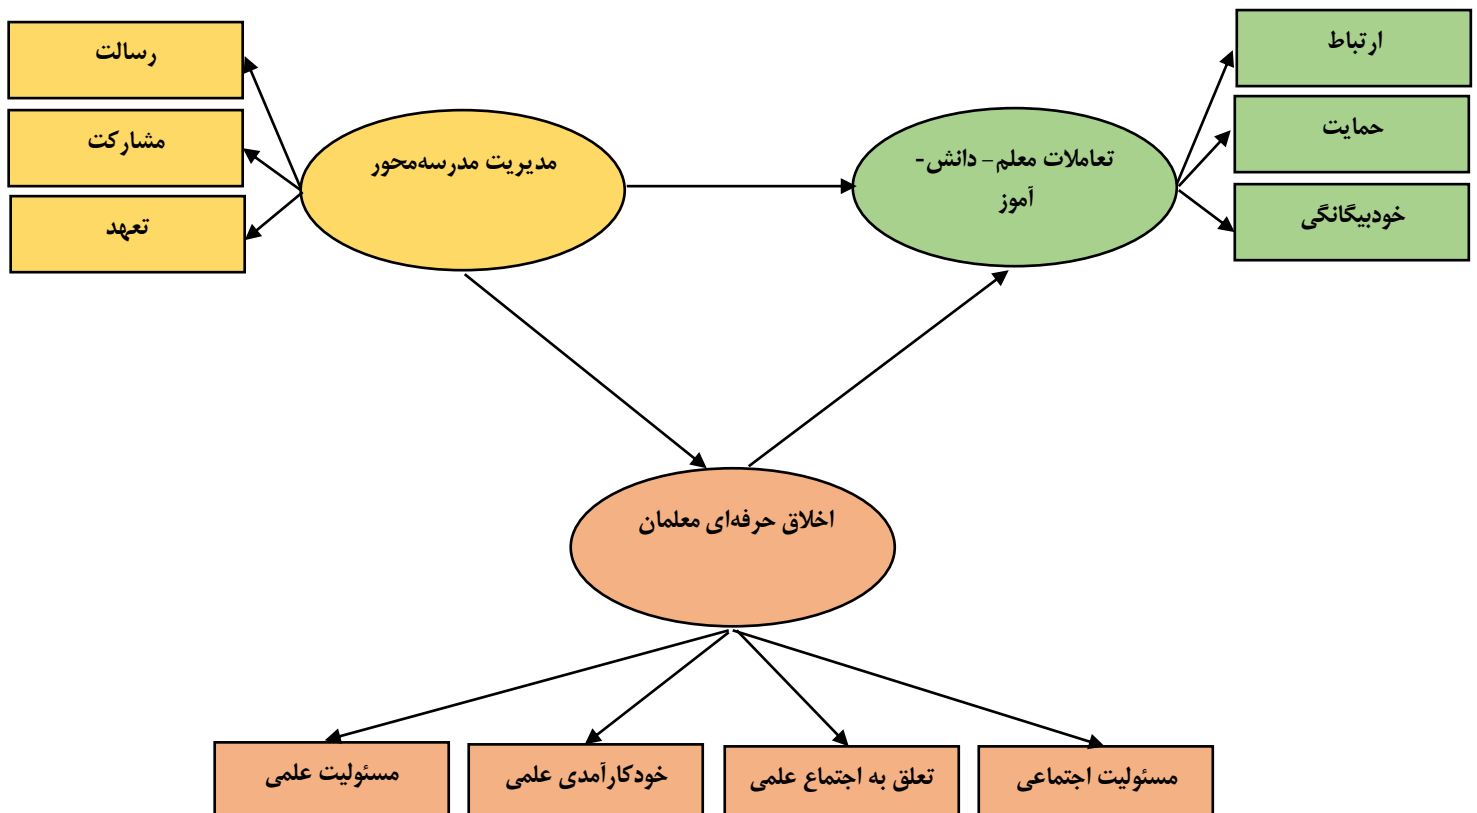 ارتباط
رسالت
حمایت
مشارکت
تعاملات معلم- دانش-
آموز
مدیریت مدرسه‌محور
خودبیگانگی
تعهد
اخلاق حرفه‌ای معلمان
مسئولیت اجتماعی
تعلق به اجتماع علمی
خودکارآمدی علمی
مسئولیت علمی